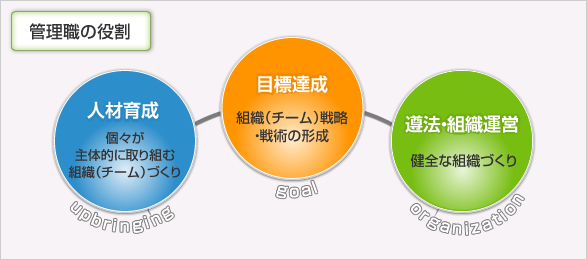 管理職の役割
人材育成
個々が
主体的に取り組む
組織(チーム)づくり
upbringing
目標達成
組織(チーム)戦略
・戦術の形成
goal
遵法・組織運営
健全な組織づくり
organization